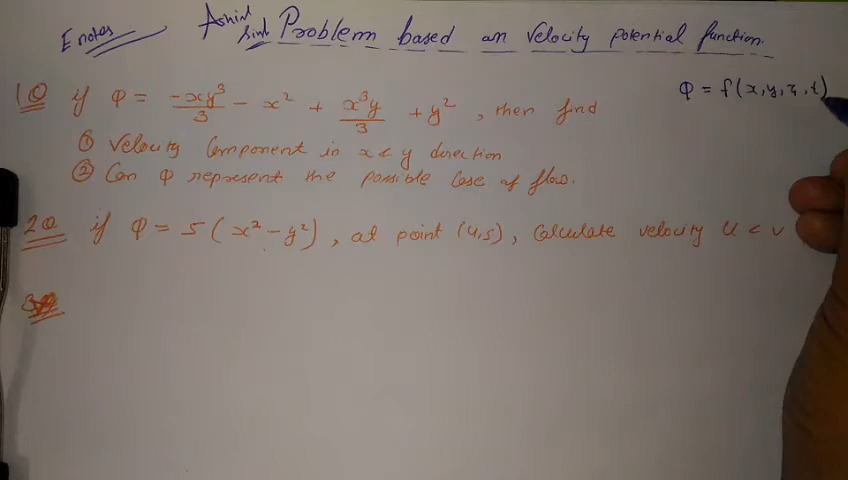 E notes
Problem based on Velocity potential function.
φ = f(x,y,z,t)
1Q if φ = -xy³/3 - x² + x³y/3 + y², then find
① Velocity Component in x & y direction
② Can φ represent the possible Case of flow.
2Q if φ = 5(x² - y²), at point (4,5), Calculate velocity u & v